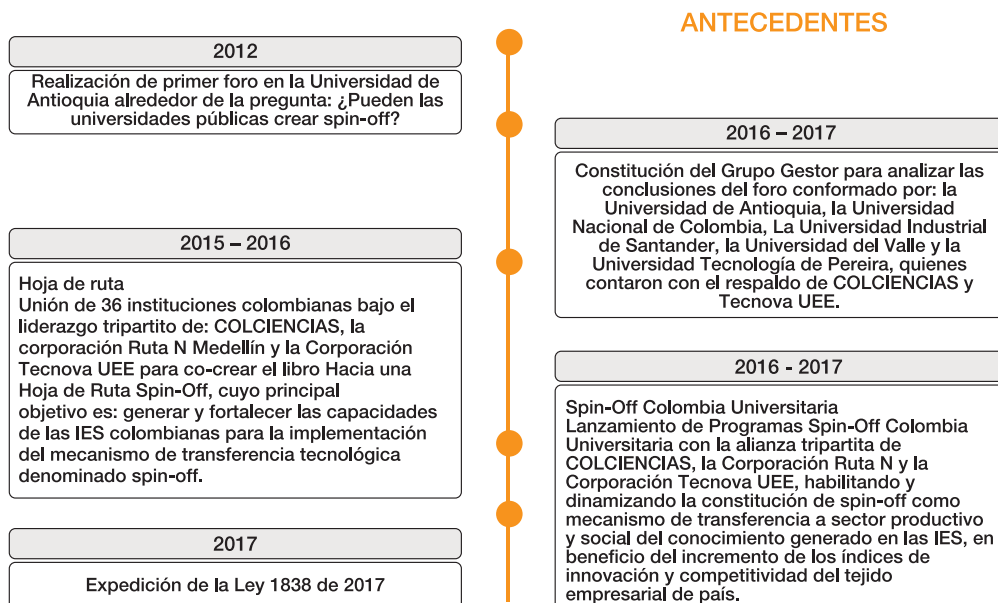 ANTECEDENTES
2012
Realización de primer foro en la Universidad de
Antioquia alrededor de la pregunta: ¿Pueden las
universidades públicas crear spin-off?
2016 – 2017
Constitución del Grupo Gestor para analizar las
conclusiones del foro conformado por: la
Universidad de Antioquia, la Universidad
Nacional de Colombia, La Universidad Industrial
de Santander, la Universidad del Valle y la
Universidad Tecnología de Pereira, quienes
contaron con el respaldo de COLCIENCIAS y
Tecnova UEE.
2015 – 2016
Hoja de ruta
Unión de 36 instituciones colombianas bajo el
liderazgo tripartito de: COLCIENCIAS, la
corporación Ruta N Medellín y la Corporación
Tecnova UEE para co-crear el libro Hacia una
Hoja de Ruta Spin-Off, cuyo principal
objetivo es: generar y fortalecer las capacidades
de las IES colombianas para la implementación
del mecanismo de transferencia tecnológica
denominado spin-off.
2016 - 2017
Spin-Off Colombia Universitaria
Lanzamiento de Programas Spin-Off Colombia
Universitaria con la alianza tripartita de
COLCIENCIAS, la Corporación Ruta N y la
Corporación Tecnova UEE, habilitando y
dinamizando la constitución de spin-off como
mecanismo de transferencia a sector productivo
y social del conocimiento generado en las IES, en
beneficio del incremento de los índices de
innovación y competitividad del tejido
empresarial de país.
2017
Expedición de la Ley 1838 de 2017